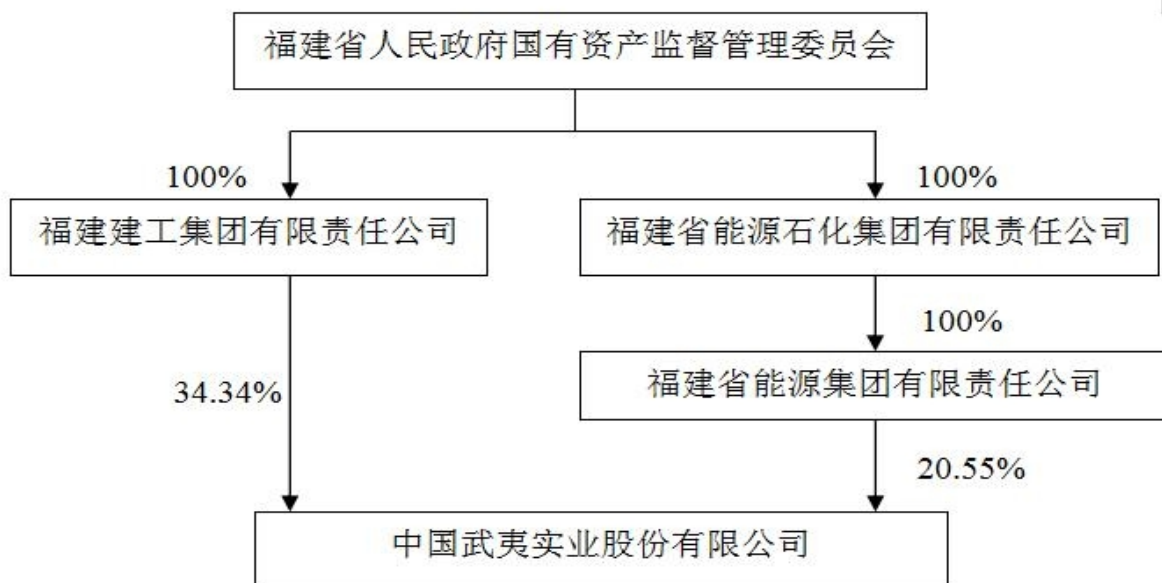 福建省人民政府国有资产监督管理委员会
100%
100%
福建建工集团有限责任公司
福建省能源石化集团有限责任公司
100%
福建省能源集团有限责任公司
34.34%
20.55%
中国武夷实业股份有限公司